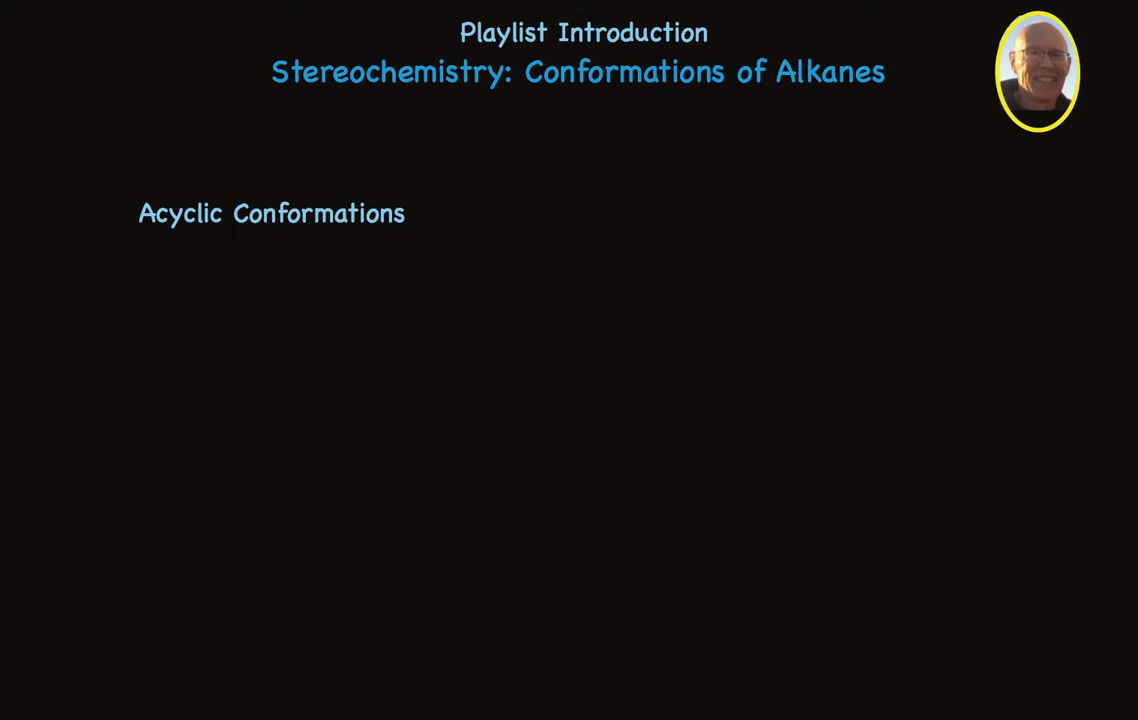 Playlist Introduction
Stereochemistry: Conformations of Alkanes
Acyclic Conformations